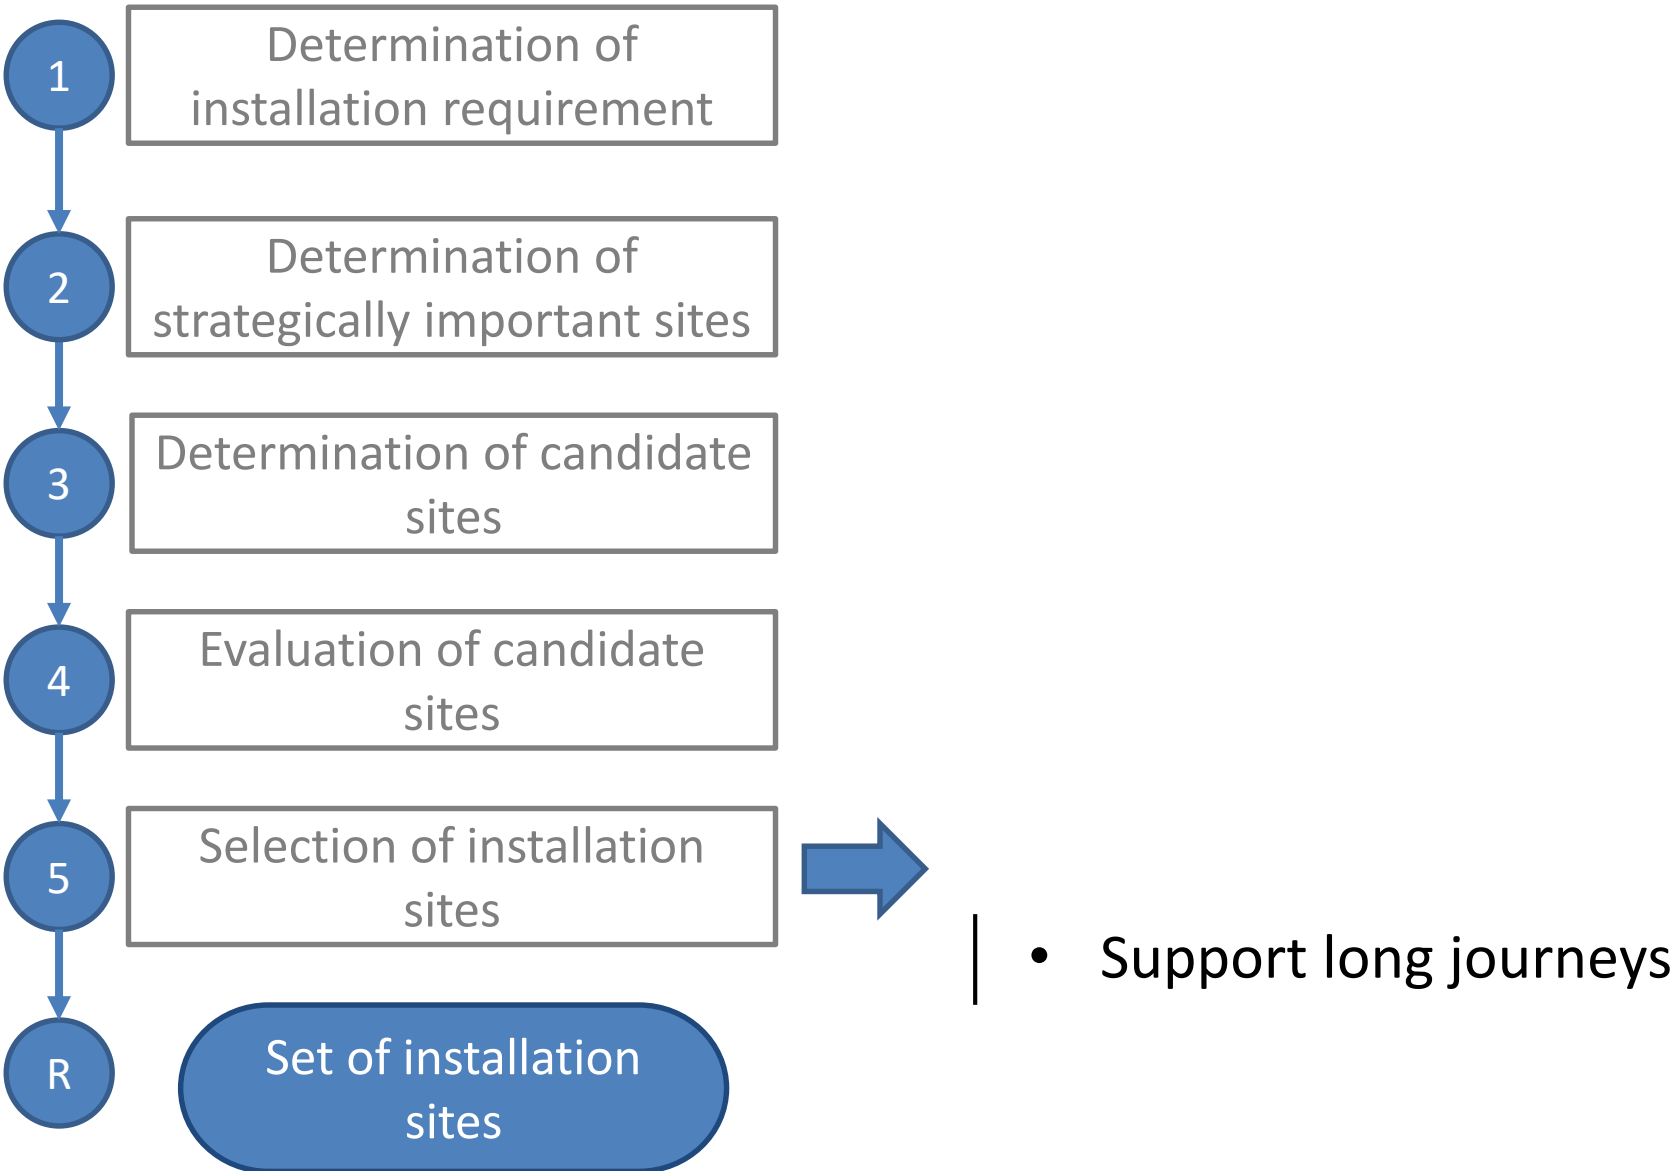 1
Determination of
installation requirement
2
Determination of
strategically important sites
3
Determination of candidate
sites
4
Evaluation of candidate
sites
5
Selection of installation
sites
• Support long journeys
R
Set of installation
sites